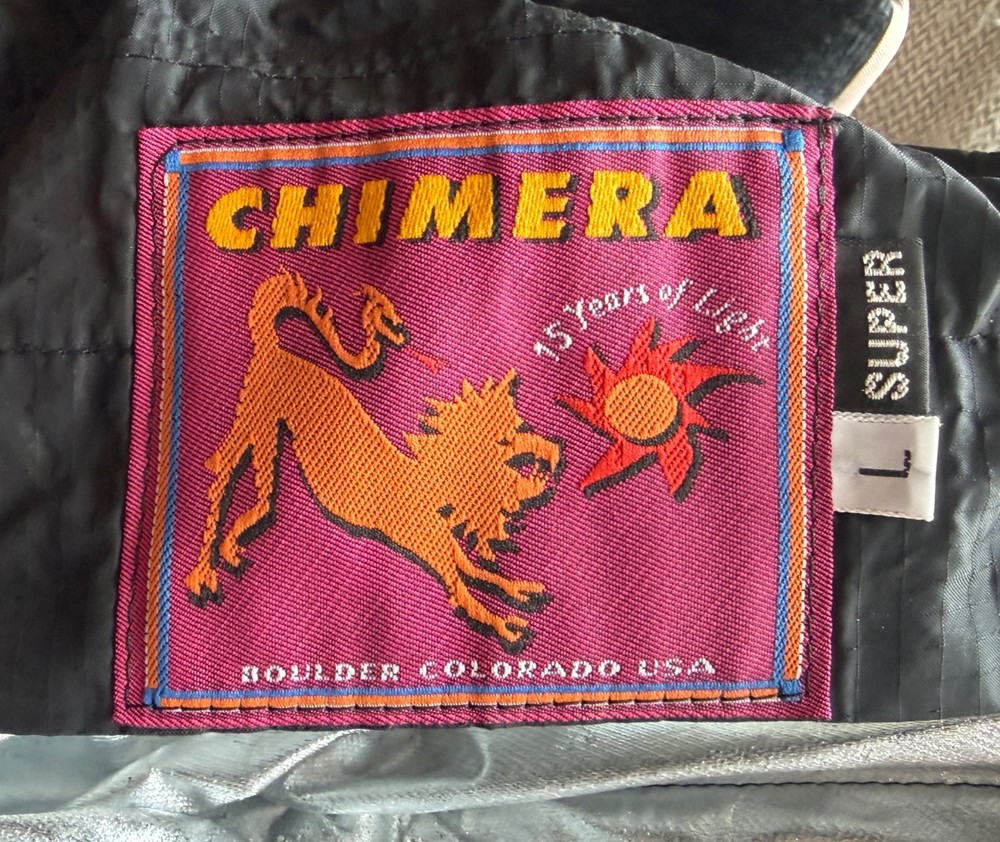 CHIMERA
15 Years of Light
BOULDER COLORADO USA
SUPER
L